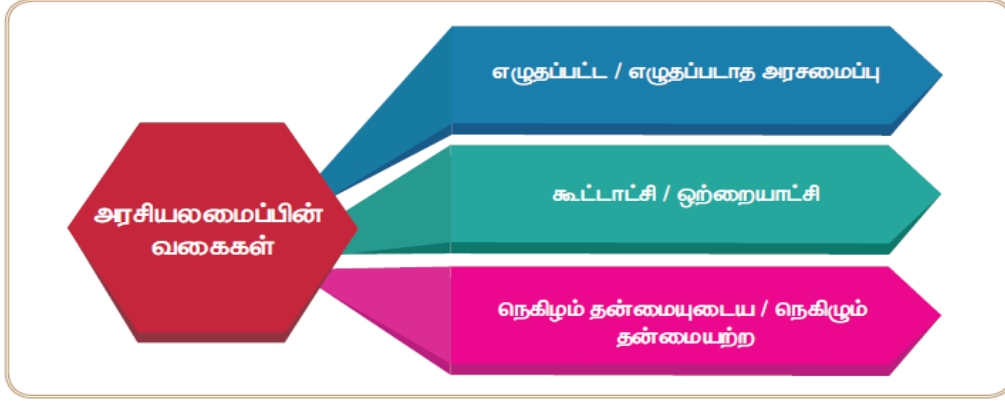 எழுதப்பட்ட / எழுதப்படாத அரசமைப்பு
கூட்டாட்சி / ஒற்றையாட்சி
அரசியலமைப்பின்
வகைகள்
நெகிழம் தன்மையுடைய / நெகிழும்
தன்மையற்ற